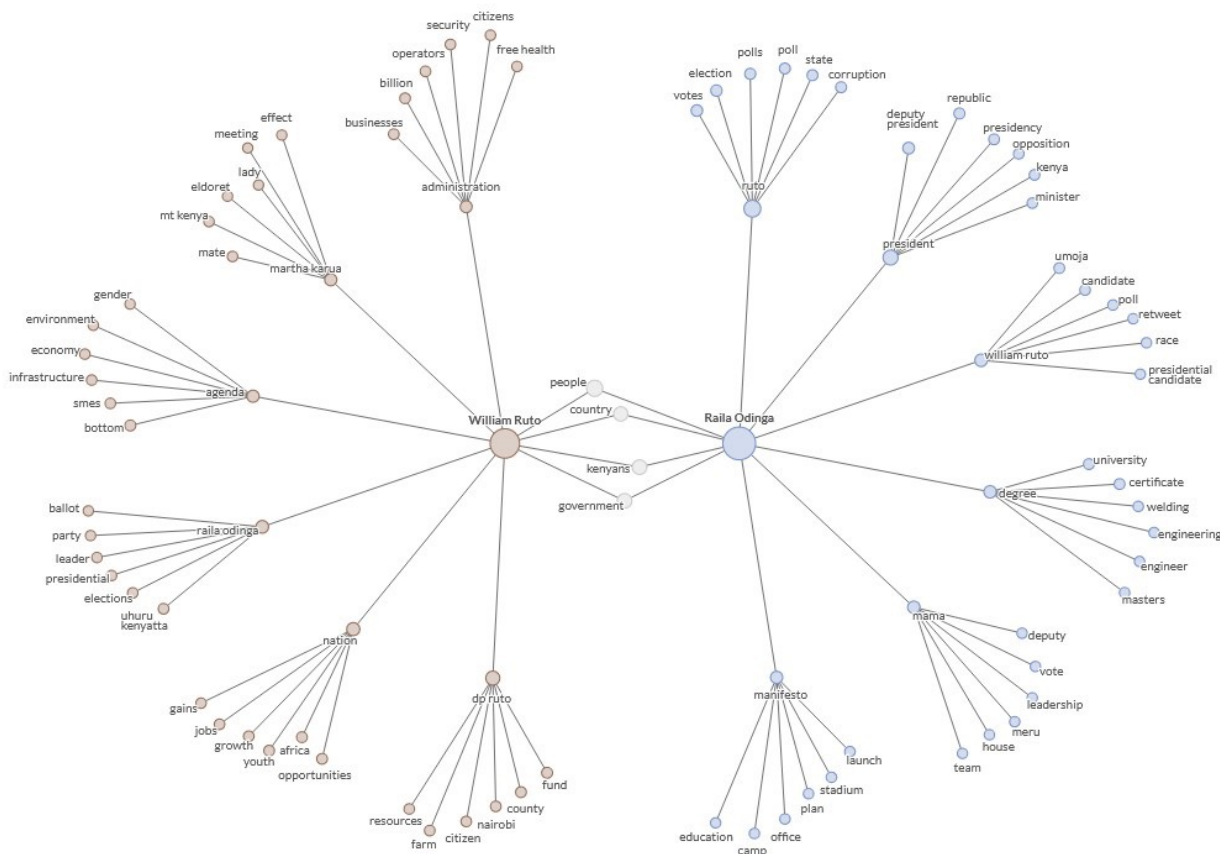 citizens
security
operators
free health
billion
businesses
administration
effect
meeting
lady
eldoret
mt kenya
mate
martha karua
gender
environment
economy
infrastructure
smes
bottom
agenda
William Ruto
ballot
party
leader
presidential
elections
uhuru
kenyatta
raila odinga
nation
gains
jobs
growth
youth
africa
opportunities
dp ruto
resources
farm
citizen
nairobi
county
fund
people
country
kenyans
government
Raila Odinga
polls
poll
state
election
corruption
votes
ruto
deputy
president
republic
presidency
opposition
kenya
minister
president
umoja
candidate
poll
retweet
race
presidential
candidate
william ruto
university
certificate
welding
engineering
engineer
masters
degree
mama
deputy
vote
leadership
meru
house
team
manifesto
launch
stadium
plan
office
camp
education